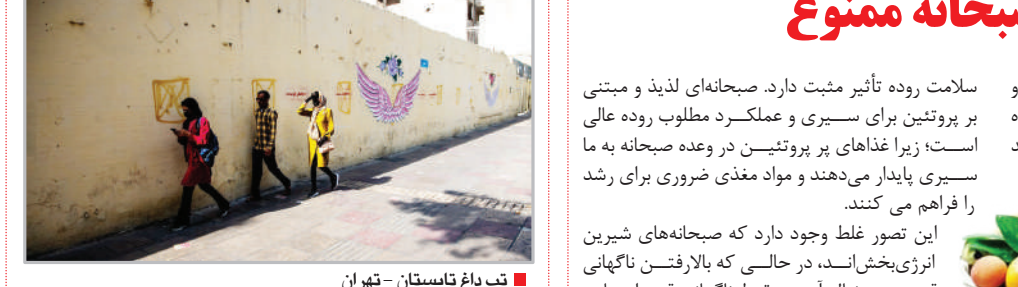 صبحانه ممنوع
سلامت روده تأثیر مثبت دارد. صبحانه‌ای لذیذ و مبتنی
بر پروتئین برای سیری و عملکرد مطلوب روده عالی
است؛ زیرا غذاهای پر پروتئین در وعده صبحانه به ما
سیری پایدار می‌دهند و مواد مغذی ضروری برای رشد
را فراهم می کنند.
این تصور غلط وجود دارد که صبحانه‌های شیرین
انرژی‌بخش‌اند، در حالی که بالارفتن ناگهانی
تب داغ تابستان - تهران